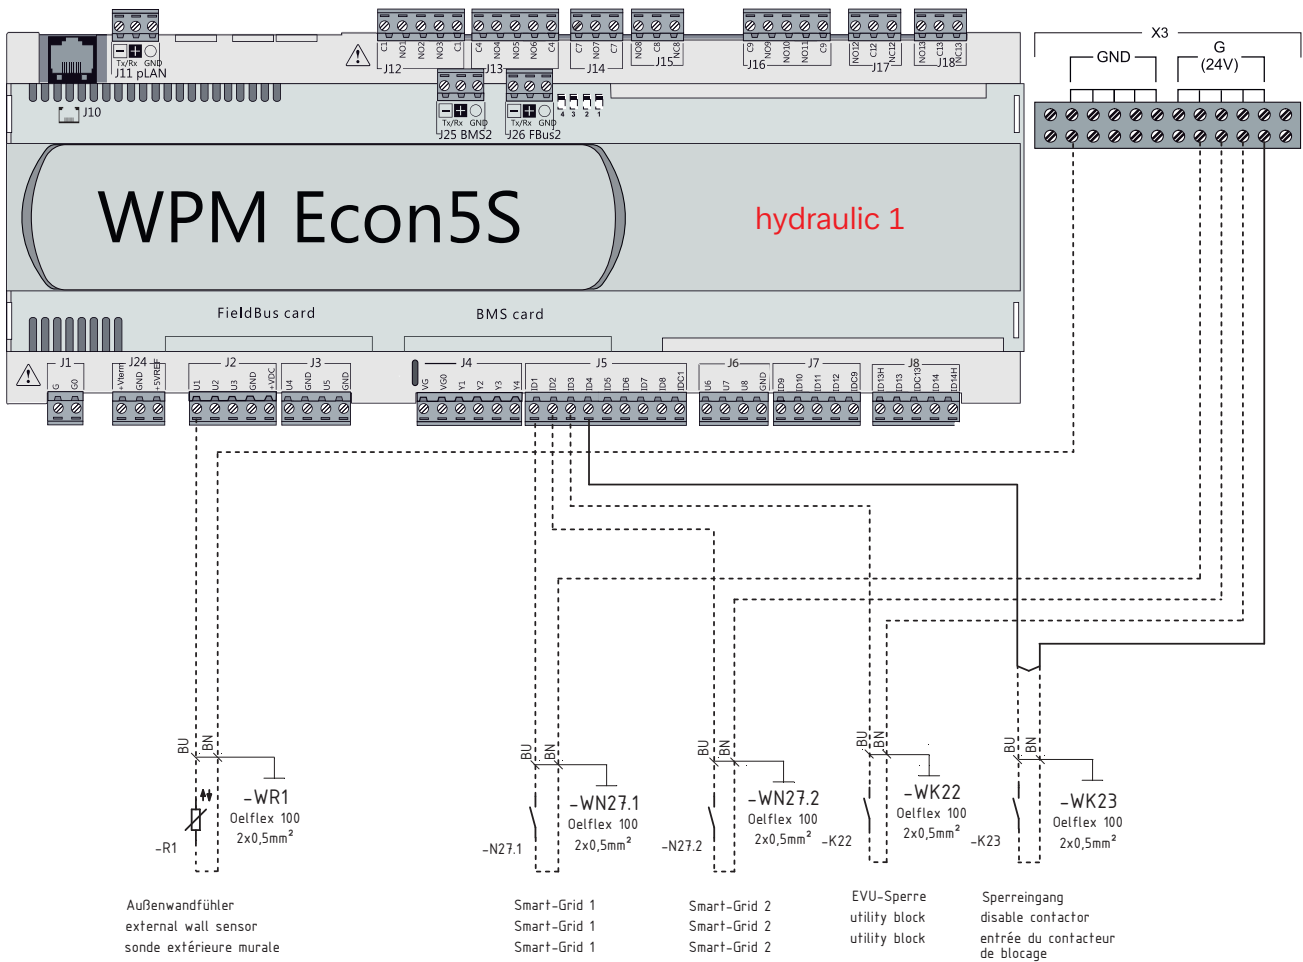 X3
GND
G
(24V)
Tx/Rx GND
J11 pLAN
C1 NO1 NO2 NO3 C1
J12
C4 NO4 NO5 NO6 C4
J13
C7 NO7 C7
J14
NO8 C8 NC8
J15
C9 NO9 NO10 NO11 C9
J16
NO12 C12 NC12
J17
NO13 C13 NC13
J18
J10
Tx/Rx GND
J25 BMS2
Tx/Rx GND
J26 FBus2
4 3 2 1
WPM Econ5S
hydraulic 1
FieldBus card
BMS card
J1
G G0
J24
+Vterm GND +5VREF
J2
U1 U2 U3 GND +VDC
J3
U4 GND U5 GND
J4
VG VG0 Y1 Y2 Y3 Y4
J5
ID1 ID2 ID3 ID4 ID5 ID6 ID7 ID8 IDC1
J6
U6 U7 U8 GND
J7
ID9 ID10 ID11 ID12 IDC9
J8
ID13H ID13 IDC13 ID14 ID14H
BU BN
-WR1
Oelflex 100
2x0,5mm²
-R1
BU BN
-WN27.1
Oelflex 100
2x0,5mm²
-N27.1
BU BN
-WN27.2
Oelflex 100
2x0,5mm²
-N27.2
BU BN
-WK22
Oelflex 100
2x0,5mm²
-K22
BU BN
-WK23
Oelflex 100
2x0,5mm²
-K23
Außenwandfühler
external wall sensor
sonde extérieure murale
Smart-Grid 1
Smart-Grid 1
Smart-Grid 1
Smart-Grid 2
Smart-Grid 2
Smart-Grid 2
EVU-Sperre
utility block
utility block
Sperreingang
disable contactor
entrée du contacteur
de blocage